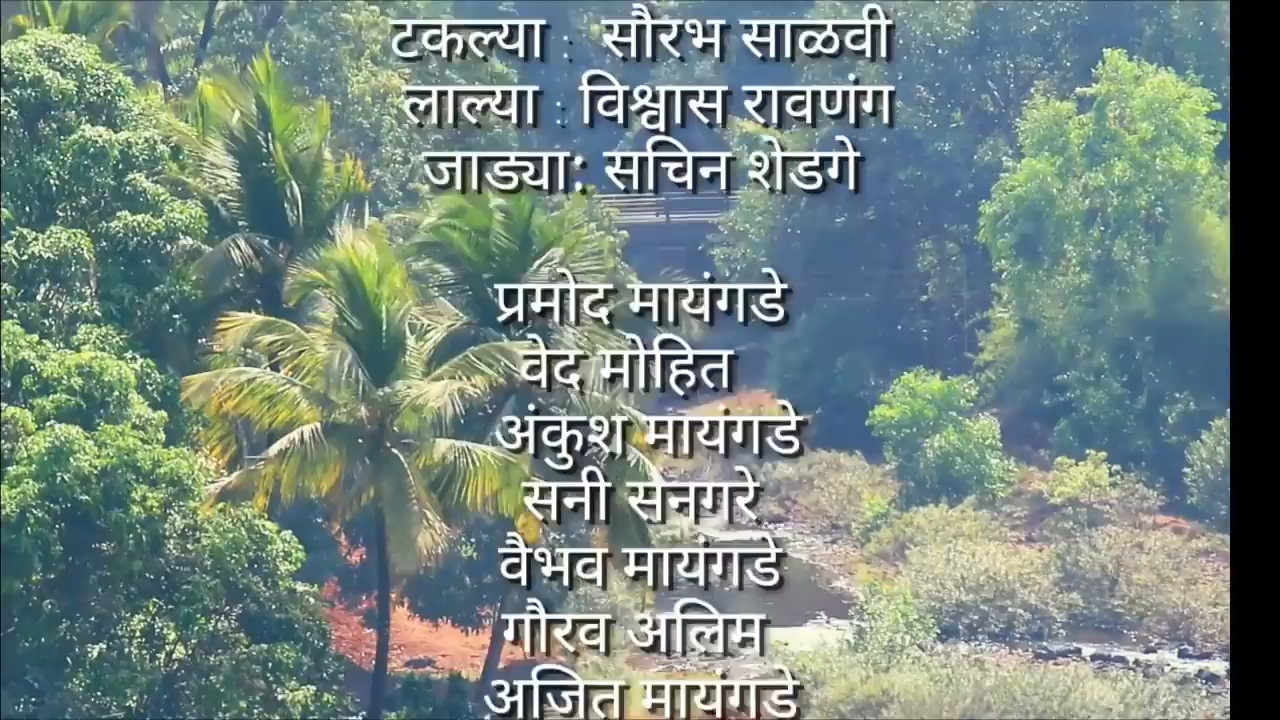 टकल्या : सौरभ साळवी
लाल्या : विश्वास रावणंग
जाड्या: सचिन शेडगे
प्रमोद मायंगडे
वेद मोहित
अंकुश मायंगडे
सनी सनगरे
वैभव मायंगडे
गौरव अलिम
अजित मायंगडे